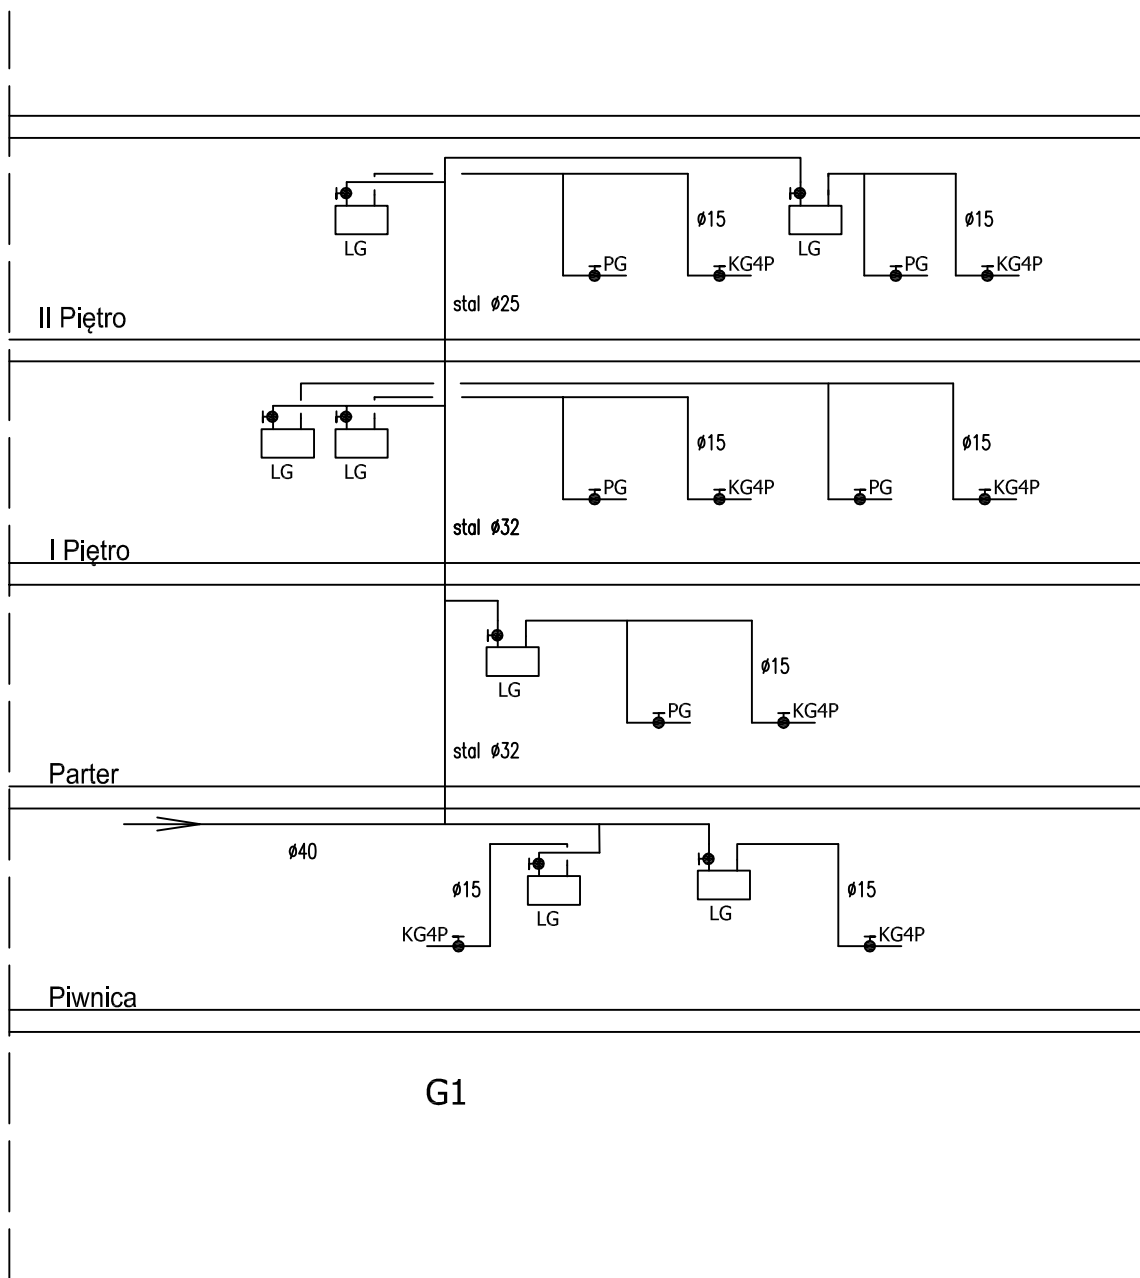 ø15
ø15
LG
LG
PG
KG4P
PG
KG4P
stal ø25
II Piętro
ø15
ø15
LG
LG
PG
KG4P
PG
KG4P
stal ø32
I Piętro
ø15
LG
PG
KG4P
stal ø32
Parter
ø40
ø15
ø15
LG
LG
KG4P
KG4P
Piwnica
G1